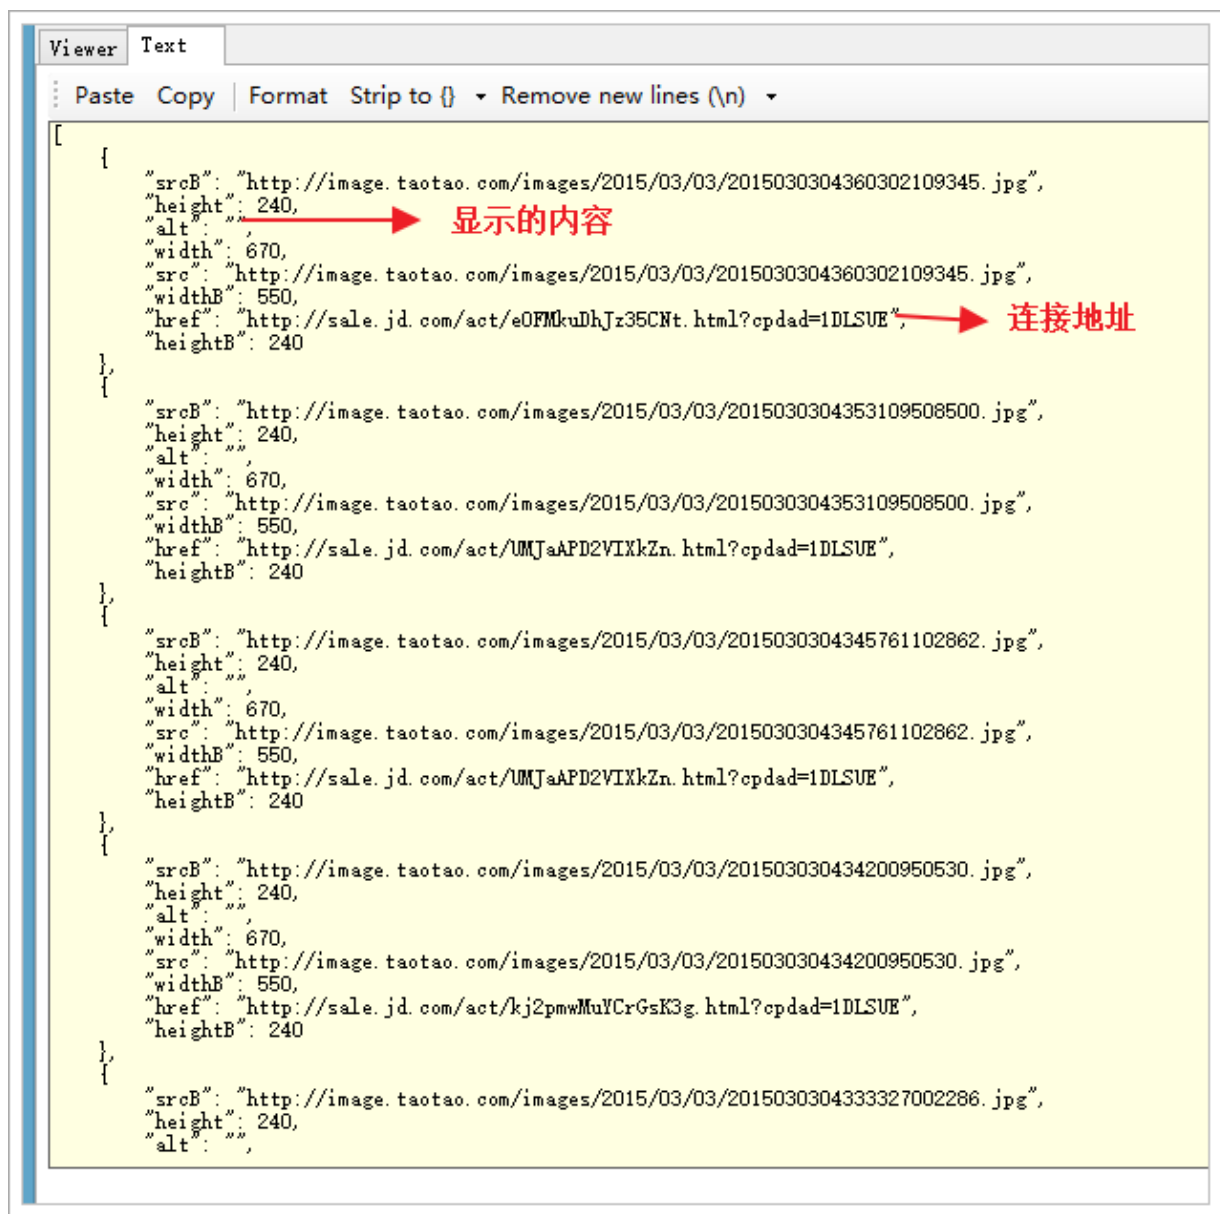 Viewer Text
Paste Copy Format Strip to {} Remove new lines (\n)
[
{
"srcB": "http://image.taotao.com/images/2015/03/03/2015030304360302109345.jpg",
"height": 240,
"alt": "",
显示的内容
"width": 670,
"src": "http://image.taotao.com/images/2015/03/03/2015030304360302109345.jpg",
"widthB": 550,
"href": "http://sale.jd.com/act/eOFMkuDhJz35CNt.html?cpdad=1DLSUE",
连接地址
"heightB": 240
},
{
"srcB": "http://image.taotao.com/images/2015/03/03/2015030304353109508500.jpg",
"height": 240,
"alt": "",
"width": 670,
"src": "http://image.taotao.com/images/2015/03/03/2015030304353109508500.jpg",
"widthB": 550,
"href": "http://sale.jd.com/act/UMJaAPD2VIXkZn.html?cpdad=1DLSUE",
"heightB": 240
},
{
"srcB": "http://image.taotao.com/images/2015/03/03/2015030304345761102862.jpg",
"height": 240,
"alt": "",
"width": 670,
"src": "http://image.taotao.com/images/2015/03/03/2015030304345761102862.jpg",
"widthB": 550,
"href": "http://sale.jd.com/act/UMJaAPD2VIXkZn.html?cpdad=1DLSUE",
"heightB": 240
},
{
"srcB": "http://image.taotao.com/images/2015/03/03/201503030434200950530.jpg",
"height": 240,
"alt": "",
"width": 670,
"src": "http://image.taotao.com/images/2015/03/03/201503030434200950530.jpg",
"widthB": 550,
"href": "http://sale.jd.com/act/kj2pmwMuYCrGsK3g.html?cpdad=1DLSUE",
"heightB": 240
},
{
"srcB": "http://image.taotao.com/images/2015/03/03/2015030304333327002286.jpg",
"height": 240,
"alt": "",